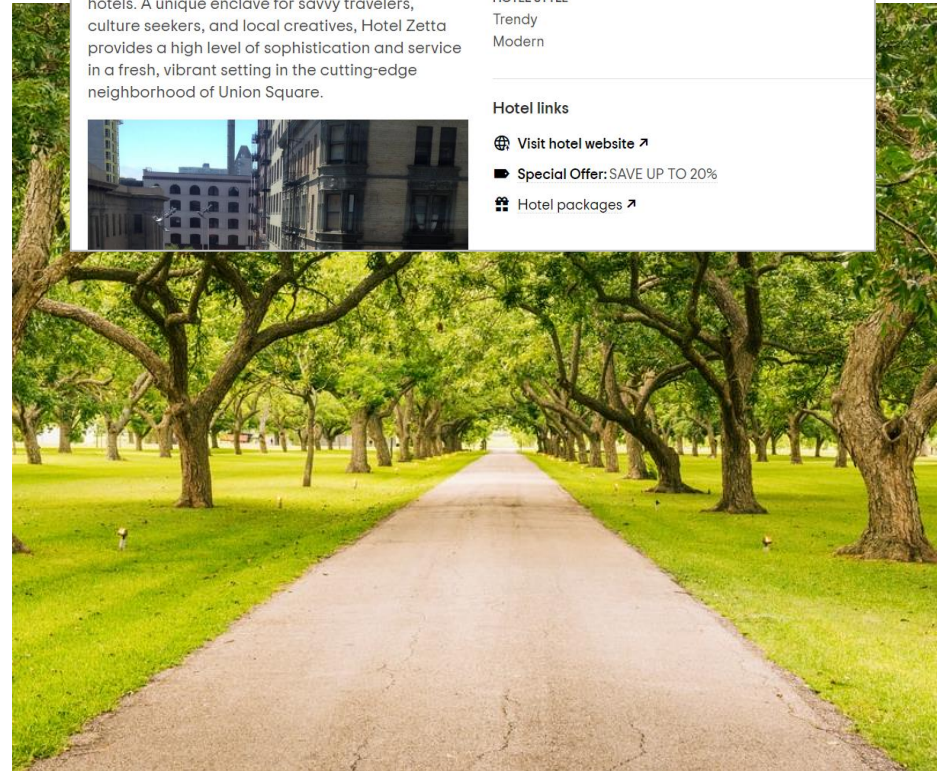 hotels. A unique enclave for savvy travelers,
culture seekers, and local creatives, Hotel Zetta
provides a high level of sophistication and service
in a fresh, vibrant setting in the cutting-edge
neighborhood of Union Square.
HOTEL STYLE
Trendy
Modern
Hotel links
Visit hotel website
Special Offer: SAVE UP TO 20%
Hotel packages